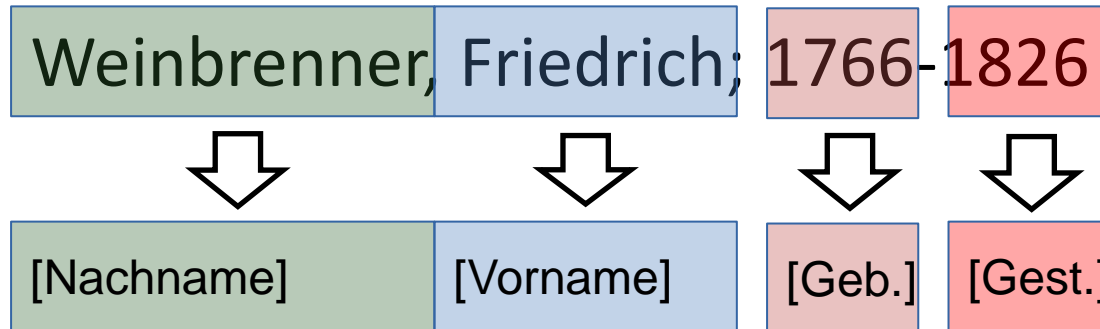 Weinbrenner, Friedrich; 1766-1826
[Nachname] [Vorname] [Geb.] [Gest.]